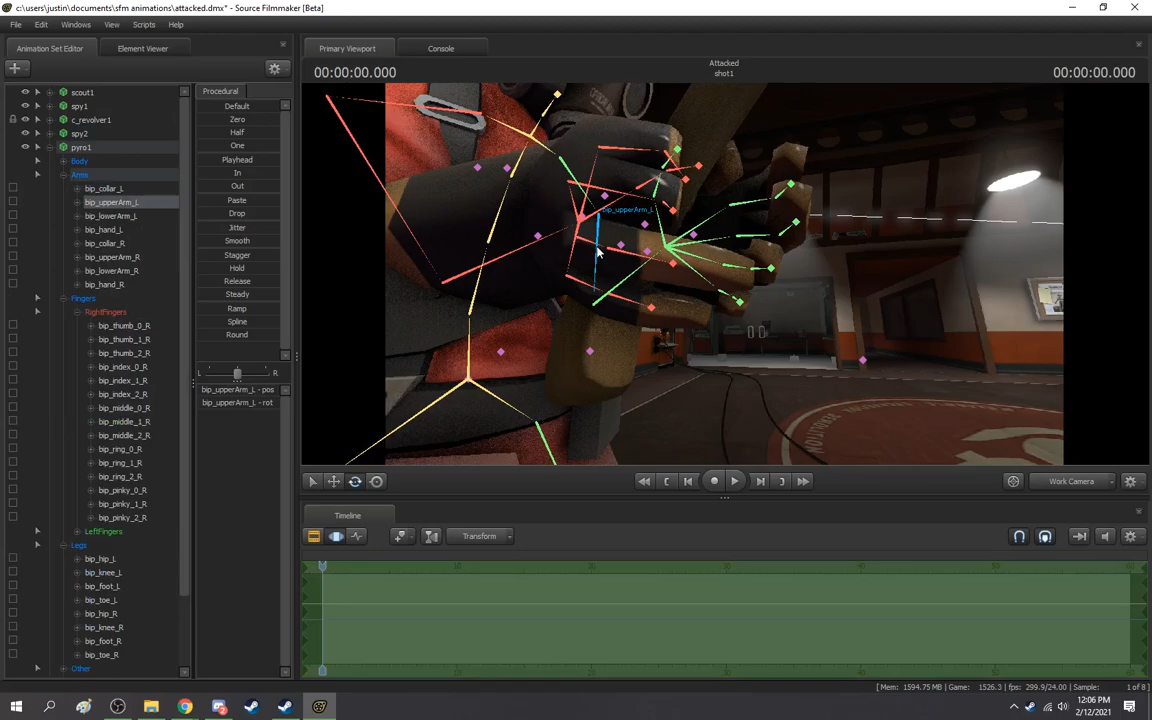 c:\users\justin\documents\sfm animations\attacked.dmx* - Source Filmmaker [Beta]
File Edit Windows View Scripts Help
Animation Set Editor Element Viewer
Primary Viewport Console
Attacked
shot1
00:00:00.000
00:00:00.000
scout1
spy1
c_revolver1
spy2
pyro1
Body
Arms
bip_collar_L
bip_upperArm_L
bip_lowerArm_L
bip_hand_L
bip_collar_R
bip_upperArm_R
bip_lowerArm_R
bip_hand_R
Fingers
RightFingers
bip_thumb_0_R
bip_thumb_1_R
bip_thumb_2_R
bip_index_0_R
bip_index_1_R
bip_index_2_R
bip_middle_0_R
bip_middle_1_R
bip_middle_2_R
bip_ring_0_R
bip_ring_1_R
bip_ring_2_R
bip_pinky_0_R
bip_pinky_1_R
bip_pinky_2_R
LeftFingers
Legs
bip_hip_L
bip_knee_L
bip_foot_L
bip_toe_L
bip_hip_R
bip_knee_R
bip_foot_R
bip_toe_R
Other
Procedural
Default
Zero
Half
One
Playhead
In
Out
Paste
Drop
Jitter
Smooth
Stagger
Hold
Release
Steady
Ramp
Spline
Round
L R
bip_upperArm_L - pos
bip_upperArm_L - rot
bip_upperArm_L
Work Camera
Timeline
Transform
10 20 30 40 50 60
Mem: 1594.75 MB | Game: 1526.3 | fps: 299.9/24.00 | Sample: 1 of 8
12:06 PM
2/12/2021